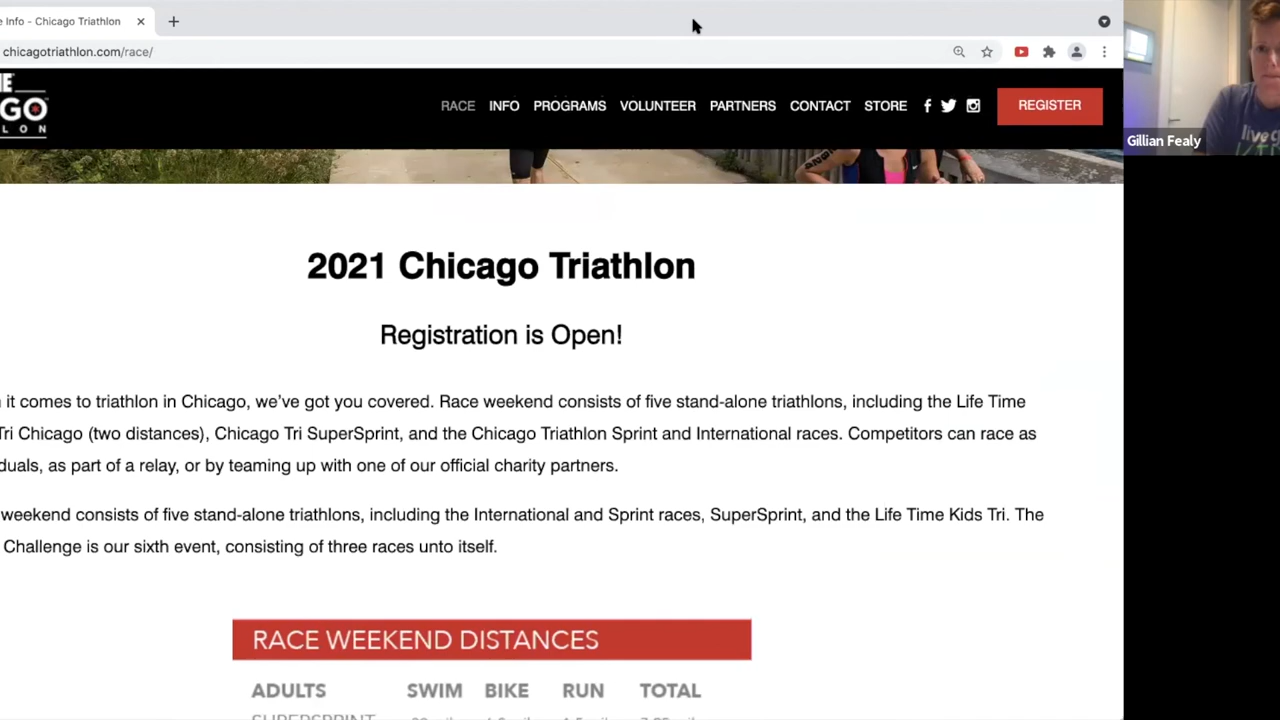 e Info - Chicago Triathlon
chicagotriathlon.com/race/
GO
L O N
RACE INFO PROGRAMS VOLUNTEER PARTNERS CONTACT STORE REGISTER
Gillian Fealy
2021 Chicago Triathlon
Registration is Open!
it comes to triathlon in Chicago, we've got you covered. Race weekend consists of five stand-alone triathlons, including the Life Time
Tri Chicago (two distances), Chicago Tri SuperSprint, and the Chicago Triathlon Sprint and International races. Competitors can race as
duals, as part of a relay, or by teaming up with one of our official charity partners.
weekend consists of five stand-alone triathlons, including the International and Sprint races, SuperSprint, and the Life Time Kids Tri. The
Challenge is our sixth event, consisting of three races unto itself.
RACE WEEKEND DISTANCES
ADULTS SWIM BIKE RUN TOTAL
SUPERSPRINT